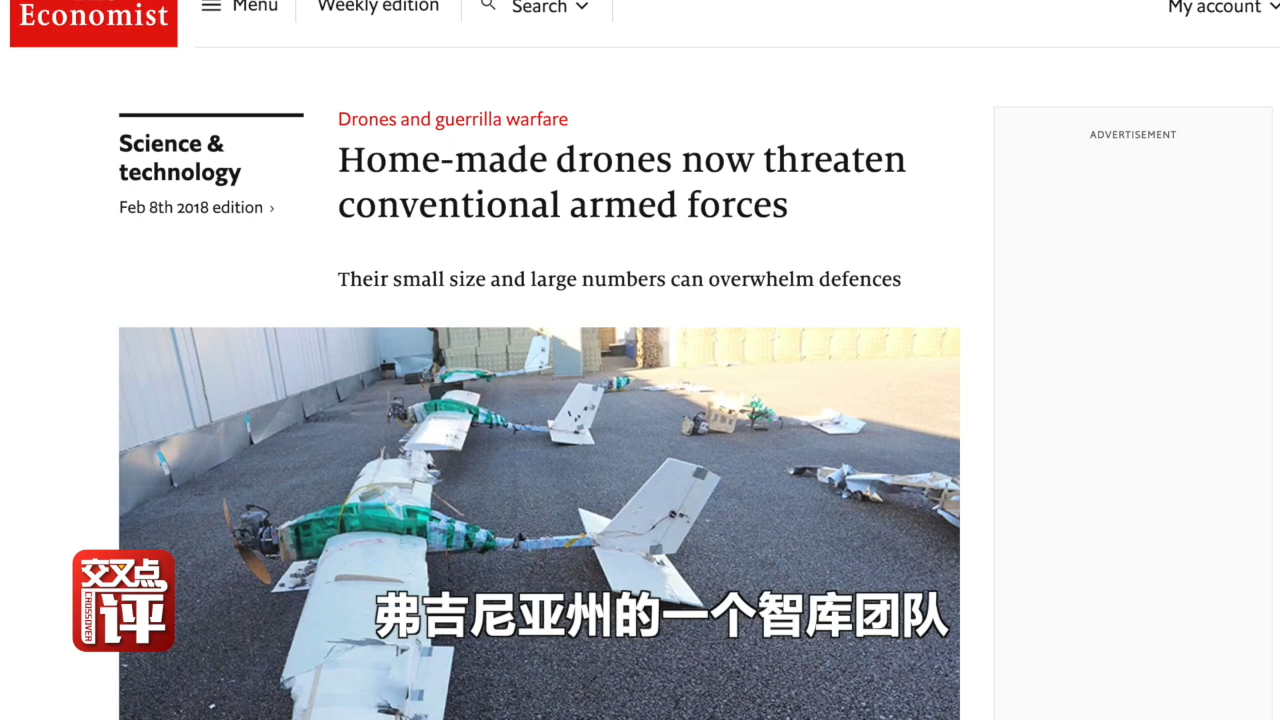 Economist
Menu
Weekly edition
Search
My account
Science &
technology
Feb 8th 2018 edition ›
Drones and guerrilla warfare
Home-made drones now threaten
conventional armed forces
Their small size and large numbers can overwhelm defences
ADVERTISEMENT
交叉点
评
CROSSOVER
弗吉尼亚州的一个智库团队